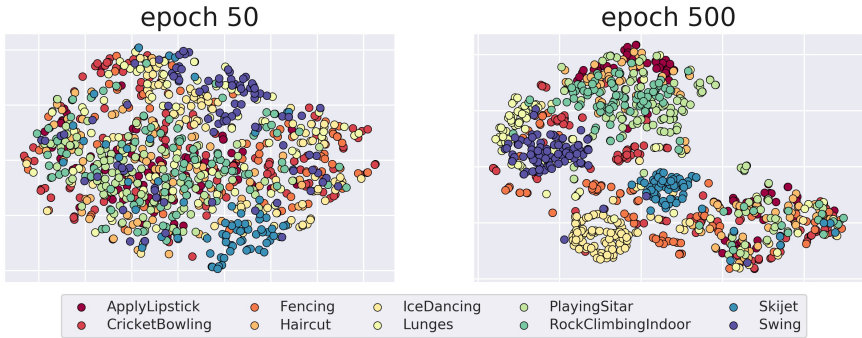 epoch 50
epoch 500
ApplyLipstick Fencing IceDancing PlayingSitar Skijet
CricketBowling Haircut Lunges RockClimbingIndoor Swing